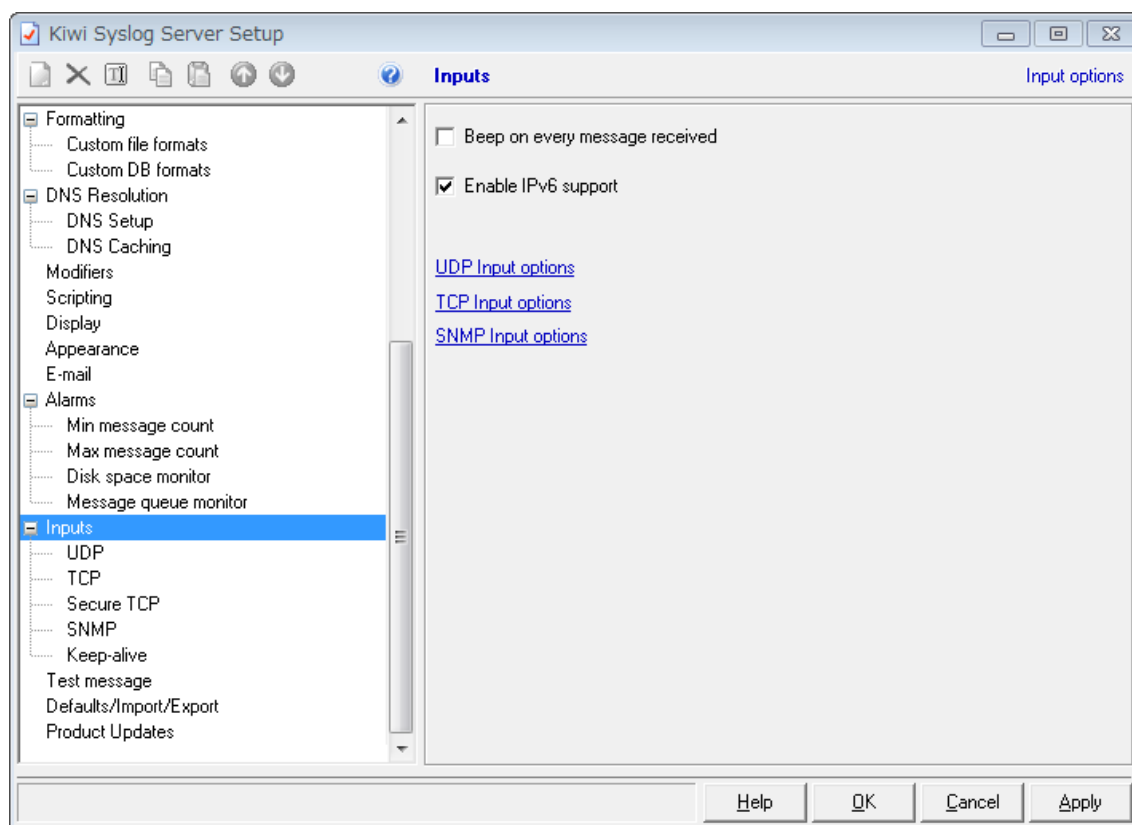 Kiwi Syslog Server Setup
Inputs
Input options
Formatting
Custom file formats
Custom DB formats
DNS Resolution
DNS Setup
DNS Caching
Modifiers
Scripting
Display
Appearance
E-mail
Alarms
Min message count
Max message count
Disk space monitor
Message queue monitor
Inputs
UDP
TCP
Secure TCP
SNMP
Keep-alive
Test message
Defaults/Import/Export
Product Updates
Beep on every message received
Enable IPv6 support
UDP Input options
TCP Input options
SNMP Input options
Help
OK
Cancel
Apply